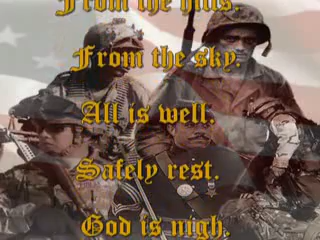 From the hills.
From the sky.
All is well.
Safely rest.
God is nigh.